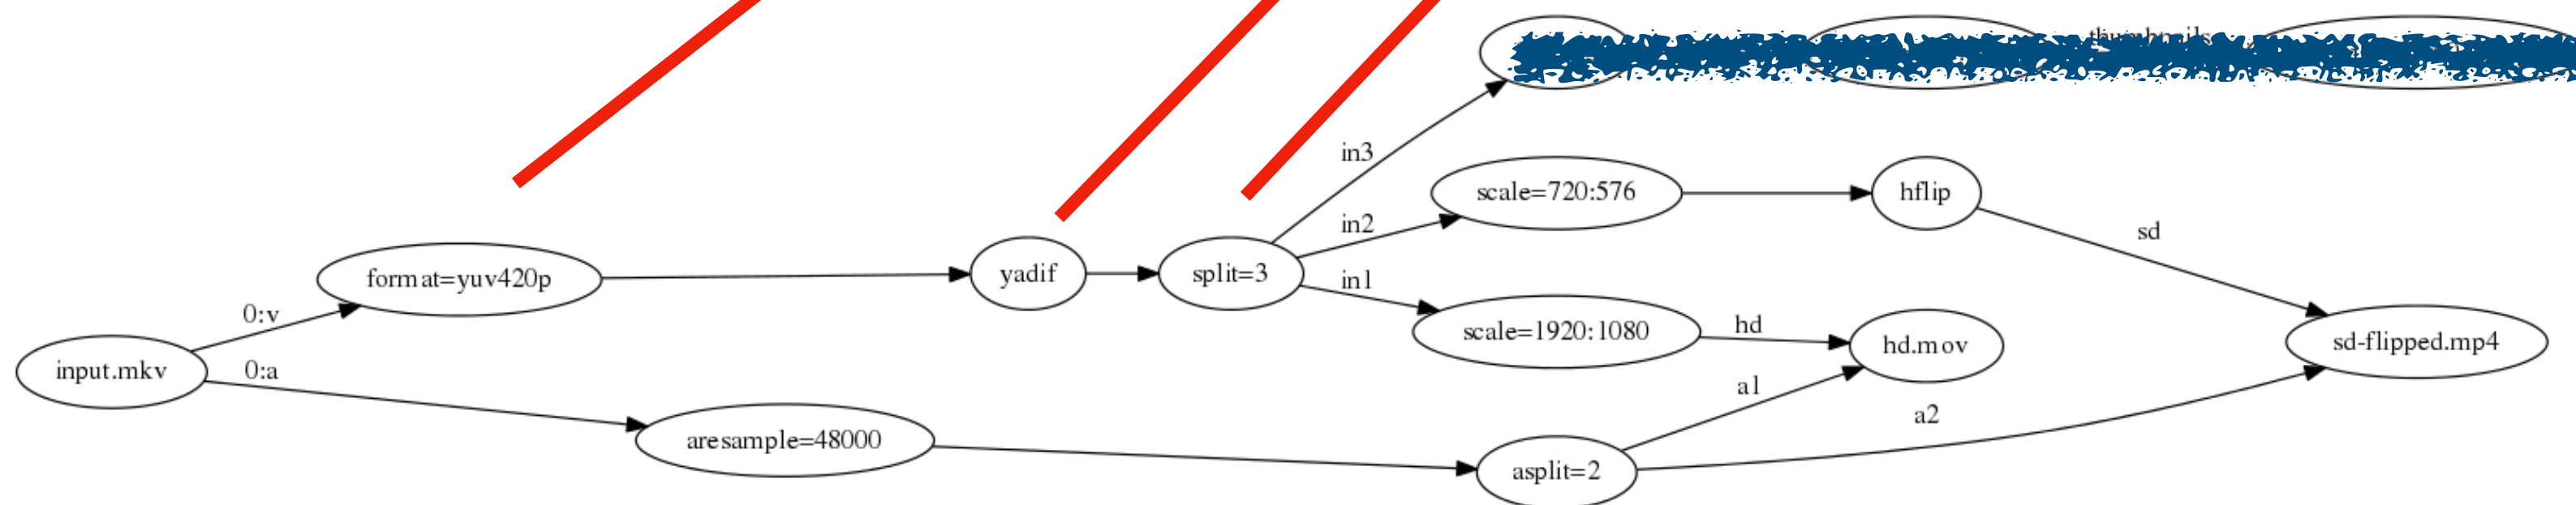 in3
scale=720:576
hflip
in2
sd
0:v
format=yuv420p
yadif
split=3
in1
scale=1920:1080
hd
hd.mov
sd-flipped.mp4
input.mkv
0:a
a1
a2
aresample=48000
asplit=2